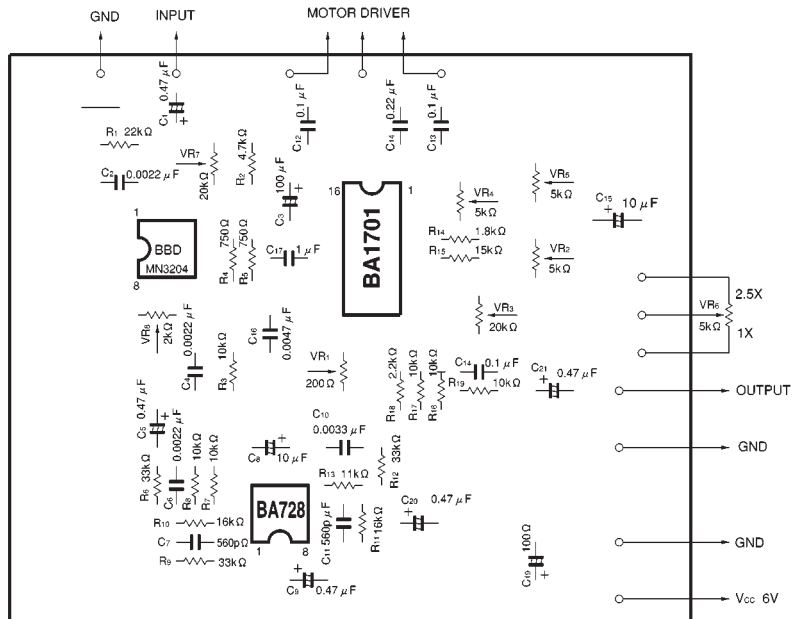 GND INPUT MOTOR DRIVER
C1 0.47 μF +
C12 0.1 μF
C14 0.22 μF
C13 0.1 μF
R1 22kΩ
C2 0.0022 μF
VR7 20kΩ
R2 4.7kΩ
C3 100 μF +
16 BA1701 1
VR4 5kΩ
VR5 5kΩ
C15 + 10 μF
1 BBD MN3204 8
R4 750Ω
R5 750Ω
C17 1 μF
R14 1.8kΩ
R15 15kΩ
VR2 5kΩ
2.5X
VR6 5kΩ
1X
VR8 2kΩ
C4 0.0022 μF
R3 10kΩ
C16 0.0047 μF
VR1 200Ω
VR3 20kΩ
R18 2.2kΩ
R17 10kΩ
R16 10kΩ
C14 0.1 μF
R19 10kΩ
C21 + 0.47 μF
OUTPUT
C5 0.47 μF +
R6 33kΩ
C6 0.0022 μF
R8 10kΩ
R7 10kΩ
C8 + 10 μF
C10 0.0033 μF
R12 33kΩ
R13 11kΩ
GND
R10 16kΩ
C7 560pΩ
R9 33kΩ
BA728 1 8
C11 560pμF
R11 16kΩ
C20 + 0.47 μF
C9 + 0.47 μF
C19 100Ω +
GND
Vcc 6V